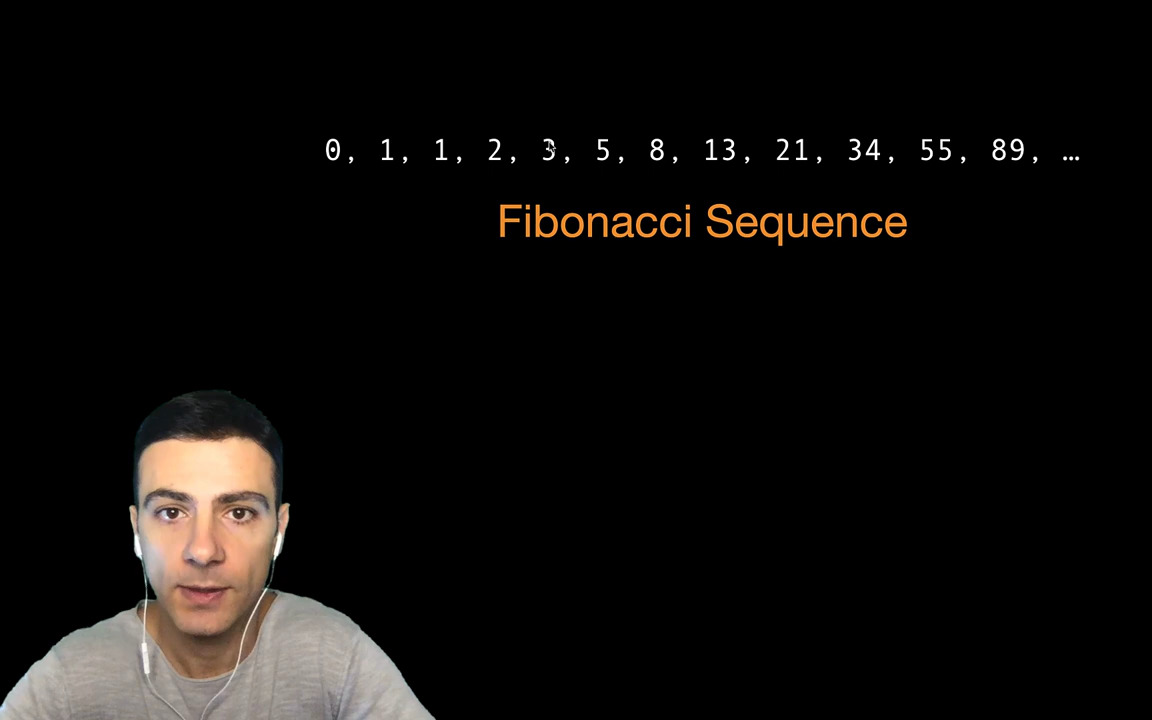 0, 1, 1, 2, 3, 5, 8, 13, 21, 34, 55, 89, …
Fibonacci Sequence